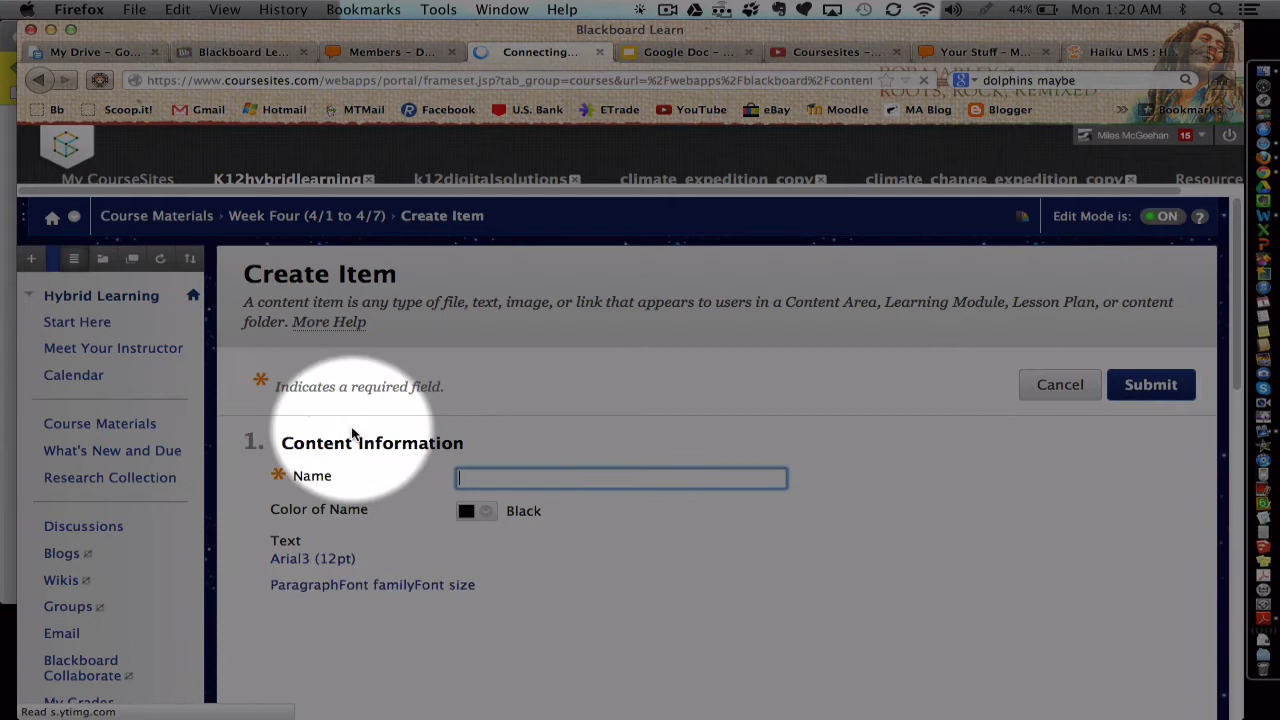 Firefox File Edit View History Bookmarks Tools Window Help 44% Mon 1:20 AM
Blackboard Learn
My Drive – Go... Blackboard Lear... Members – D... Connecting... Google Doc – ... Coursesites – ... Your Stuff – M... Haiku LMS : H...
https://www.coursesites.com/webapps/portal/frameset.jsp?tab_group=courses&url=%2Fwebapps%2Fblackboard%2Fcontent dolphins maybe
ROOTS, ROCK, REMIXED
Bb Scoop.it! Gmail Hotmail MTMail Facebook U.S. Bank ETrade YouTube eBay Moodle MA Blog Blogger Bookmarks
Miles McGeehan 15
My CourseSites K12hybridlearning k12digitalsolutions climate_expedition_copy climate_change_expedition_copy Resource
Course Materials Week Four (4/1 to 4/7) Create Item Edit Mode is: ON ?
Hybrid Learning
Start Here
Meet Your Instructor
Calendar
Course Materials
What's New and Due
Research Collection
Discussions
Blogs
Wikis
Groups
Email
Blackboard
Collaborate
My Grades
Create Item
A content item is any type of file, text, image, or link that appears to users in a Content Area, Learning Module, Lesson Plan, or content
folder. More Help
Indicates a required field.
Cancel Submit
1. Content Information
Name
Color of Name Black
Text
Arial3 (12pt)
ParagraphFont familyFont size
Read s.ytimg.com